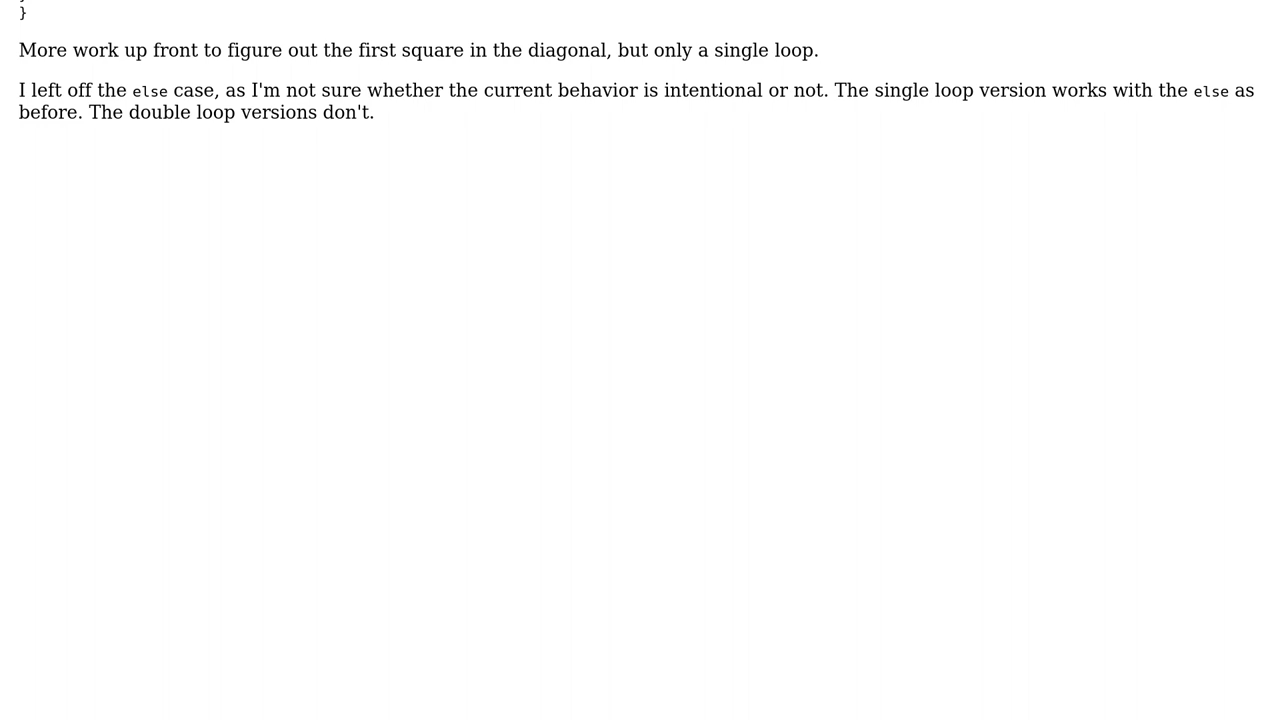 }
More work up front to figure out the first square in the diagonal, but only a single loop.
I left off the else case, as I'm not sure whether the current behavior is intentional or not. The single loop version works with the else as
before. The double loop versions don't.